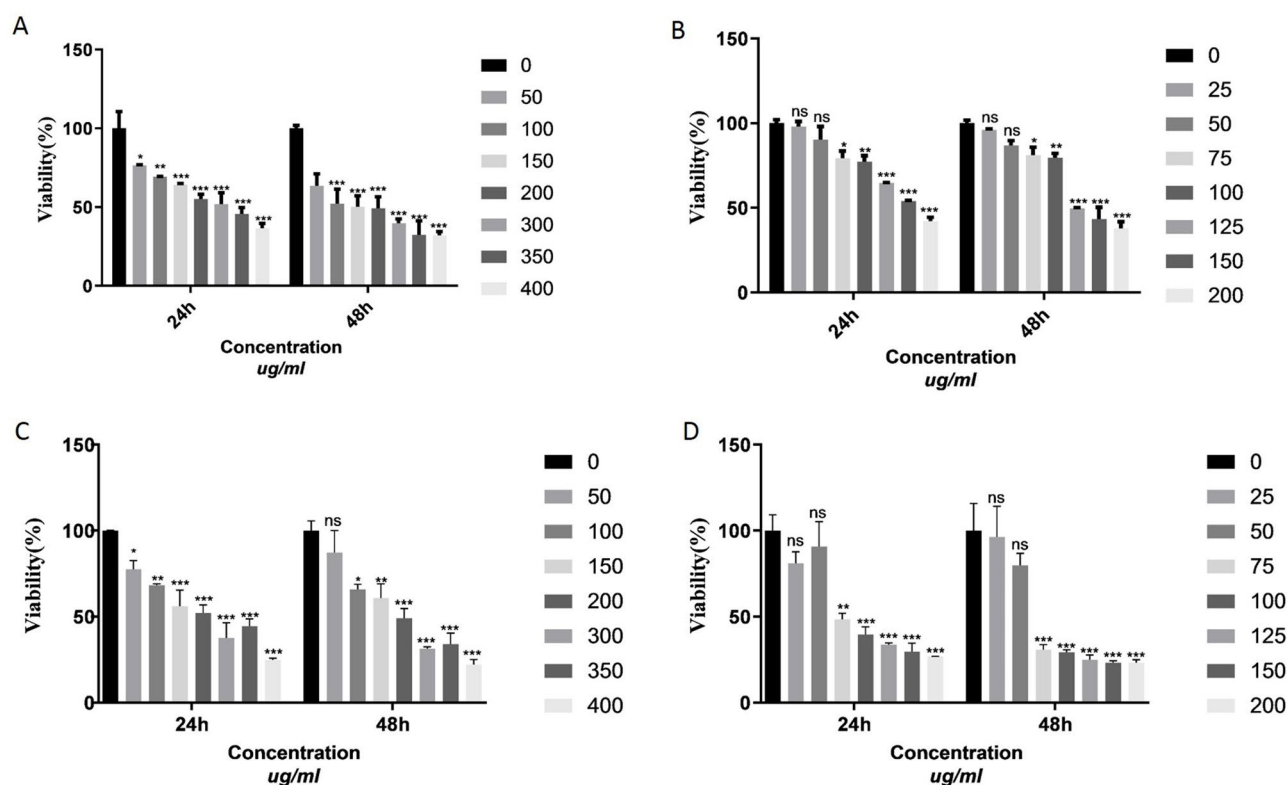 A
150
100
50
0
Viability(%)
* ** *** *** *** *** ***
*** *** *** *** *** ***
24h 48h
Concentration
ug/ml
0
50
100
150
200
300
350
400
B
150
100
50
0
Viability(%)
ns ns * ** *** *** ***
ns ns * ** *** *** ***
24h 48h
Concentration
ug/ml
0
25
50
75
100
125
150
200
C
150
100
50
0
Viability(%)
* ** *** *** *** *** ***
ns * ** *** *** *** ***
24h 48h
Concentration
ug/ml
0
50
100
150
200
300
350
400
D
150
100
50
0
Viability(%)
ns ns ** *** *** *** ***
ns ns *** *** *** *** ***
24h 48h
Concentration
ug/ml
0
25
50
75
100
125
150
200